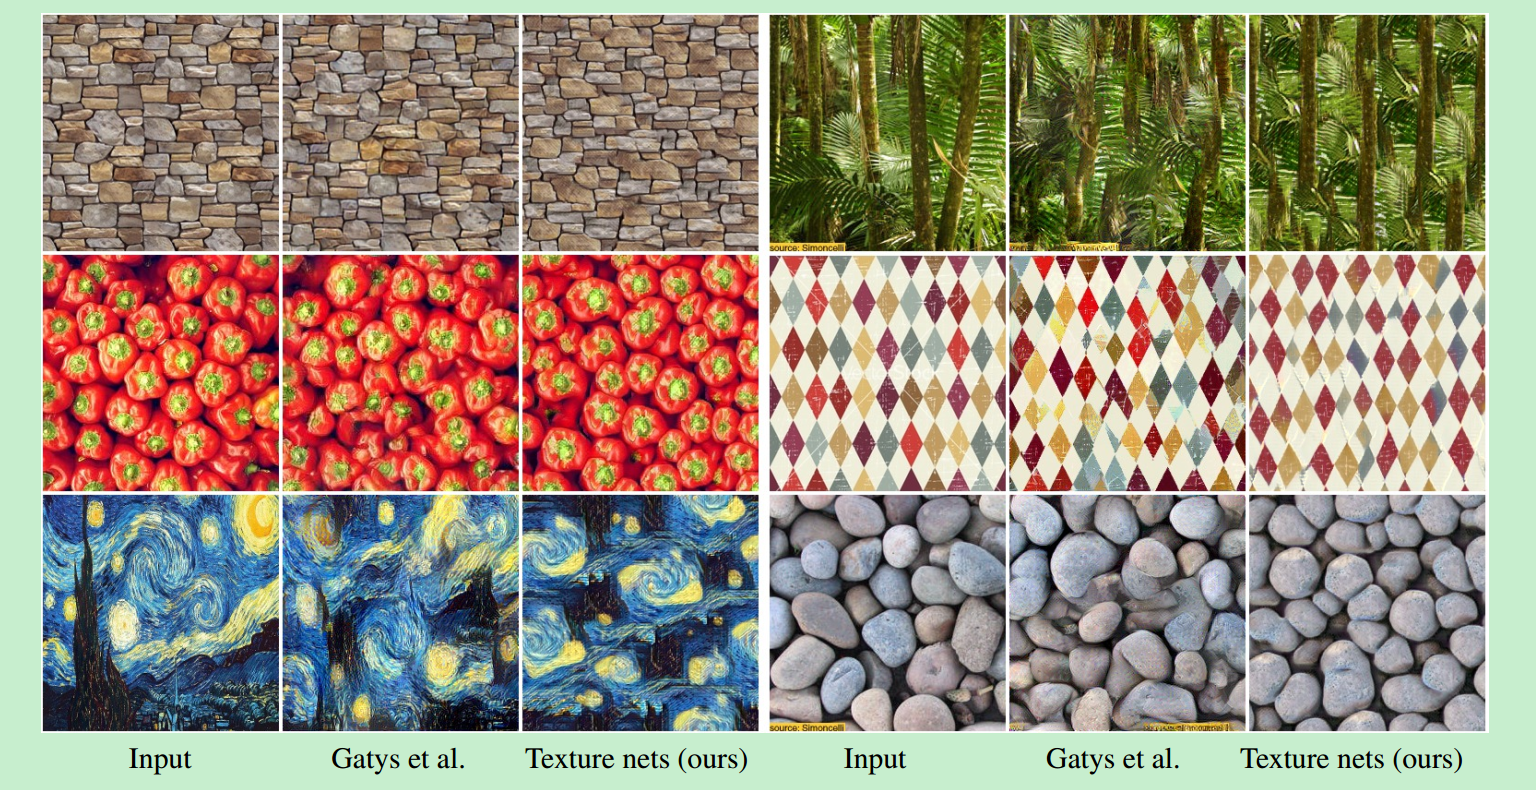 source: Simoncelli
source: Simoncelli
Input
Gatys et al.
Texture nets (ours)
Input
Gatys et al.
Texture nets (ours)